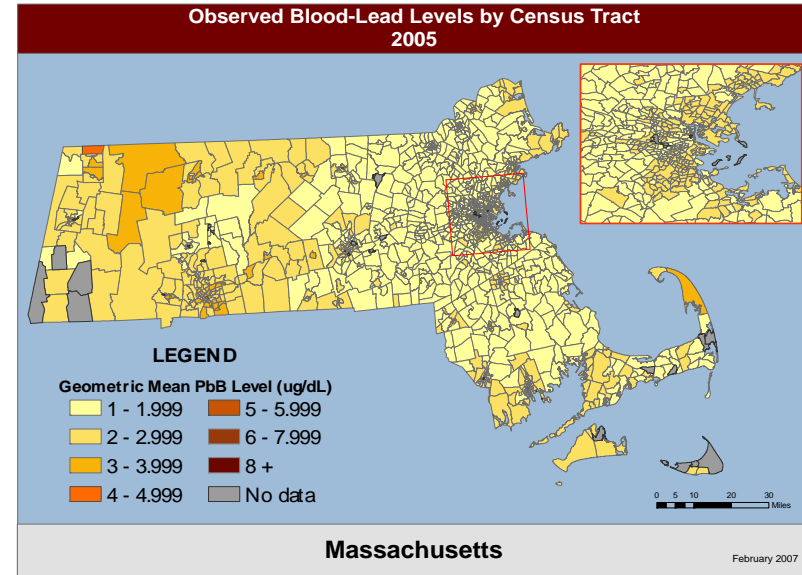 Observed Blood-Lead Levels by Census Tract
2005
LEGEND
Geometric Mean PbB Level (ug/dL)
1 - 1.999
5 - 5.999
2 - 2.999
6 - 7.999
3 - 3.999
8 +
4 - 4.999
No data
0 5 10 20 30
Miles
Massachusetts
February 2007